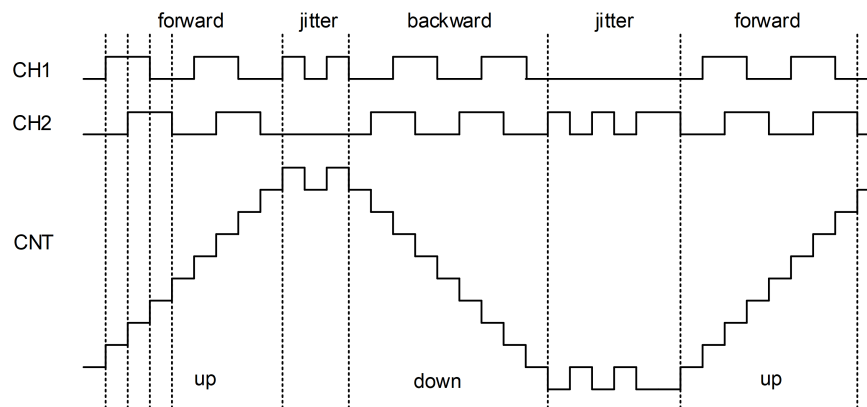 forward jitter backward jitter forward
CH1
CH2
CNT
up down up